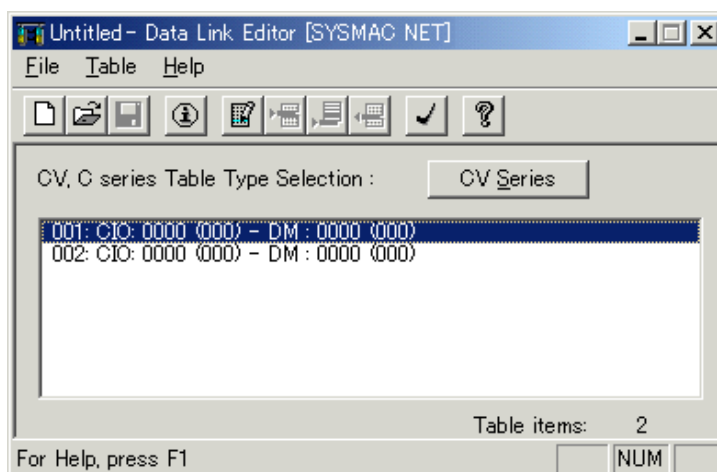 Untitled - Data Link Editor [SYSMAC NET]
File Table Help
CV, C series Table Type Selection : CV Series
001: CIO: 0000 (000) - DM : 0000 (000)
002: CIO: 0000 (000) - DM : 0000 (000)
Table items: 2
For Help, press F1 NUM